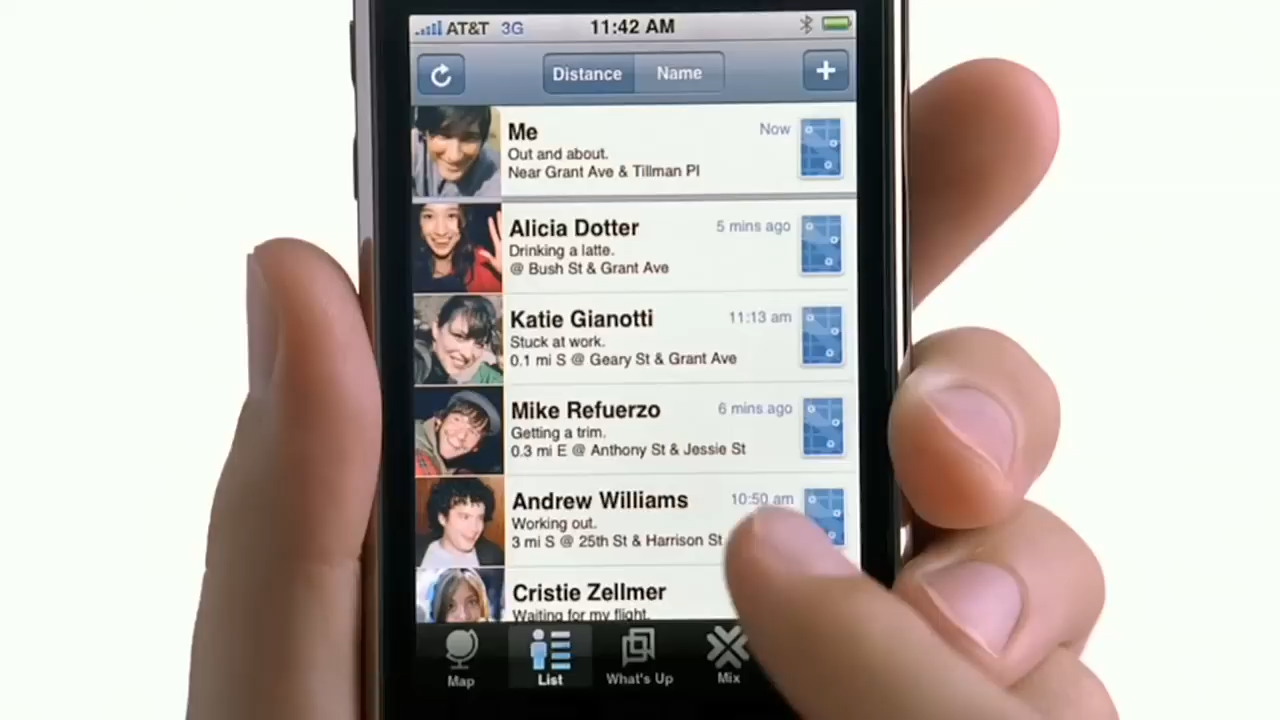 AT&T 3G 11:42 AM
Distance Name
Me Now
Out and about.
Near Grant Ave & Tillman Pl
Alicia Dotter 5 mins ago
Drinking a latte.
@ Bush St & Grant Ave
Katie Gianotti 11:13 am
Stuck at work.
0.1 mi S @ Geary St & Grant Ave
Mike Refuerzo 6 mins ago
Getting a trim.
0.3 mi E @ Anthony St & Jessie St
Andrew Williams 10:50 am
Working out.
3 mi S @ 25th St & Harrison St
Cristie Zellmer
Waiting for my flight.
Map List What's Up Mix